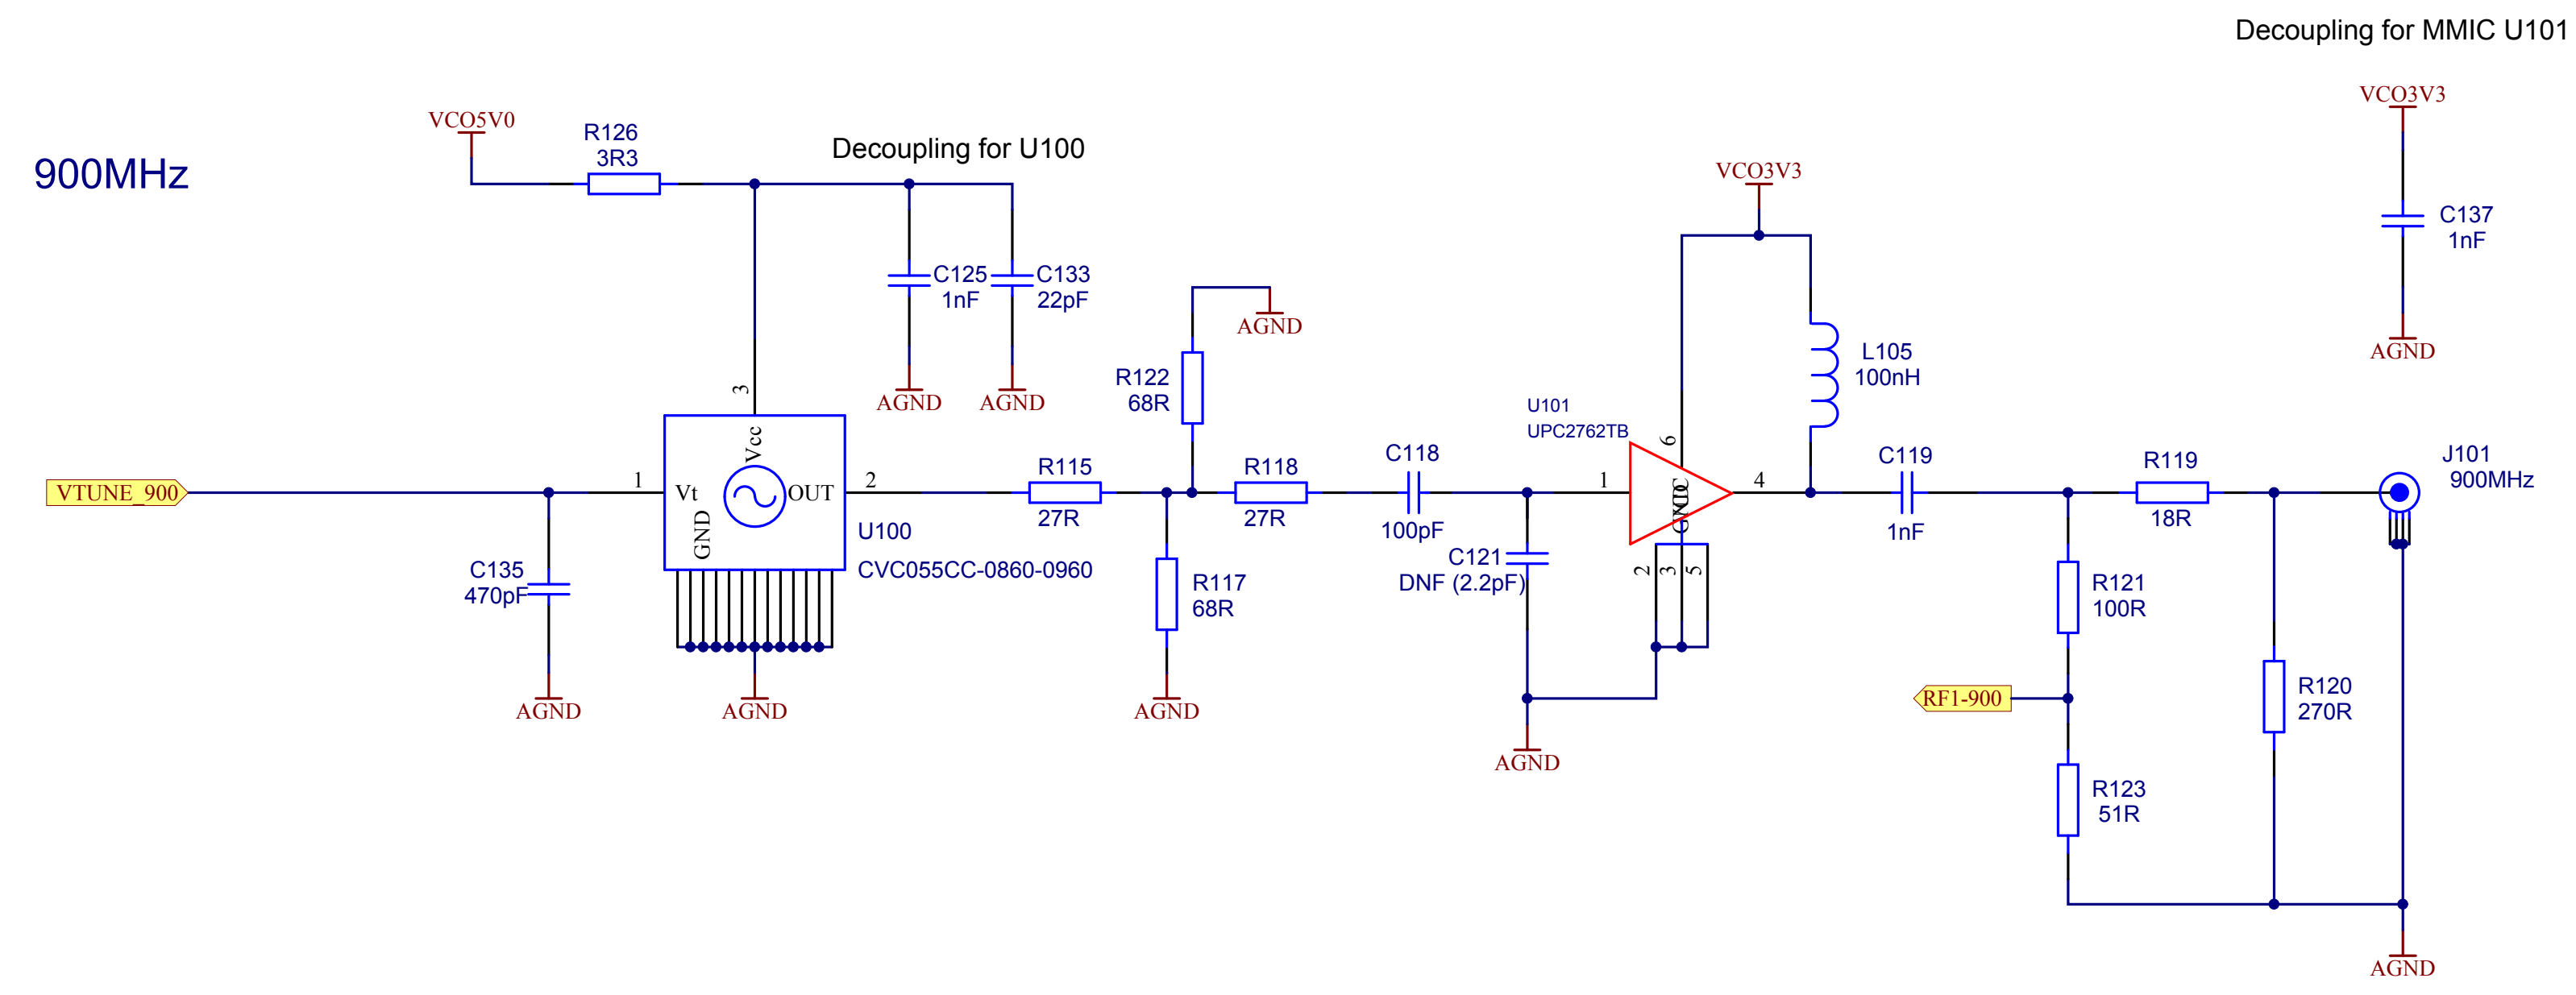 Decoupling for MMIC U101
900MHz
VCO5V0
R126
3R3
Decoupling for U100
VCO3V3
C137
1nF
AGND
VCO3V3
C125
1nF
C133
22pF
AGND
AGND
AGND
R122
68R
L105
100nH
U101
UPC2762TB
VTUNE_900
C135
470pF
AGND
1
Vt
3
Vcc
GND
OUT
2
U100
CVC055CC-0860-0960
AGND
R115
27R
R117
68R
AGND
R118
27R
C118
100pF
C121
DNF (2.2pF)
AGND
1
6
4
2
3
5
C119
1nF
R119
18R
J101
900MHz
R121
100R
RF1-900
R123
51R
R120
270R
AGND